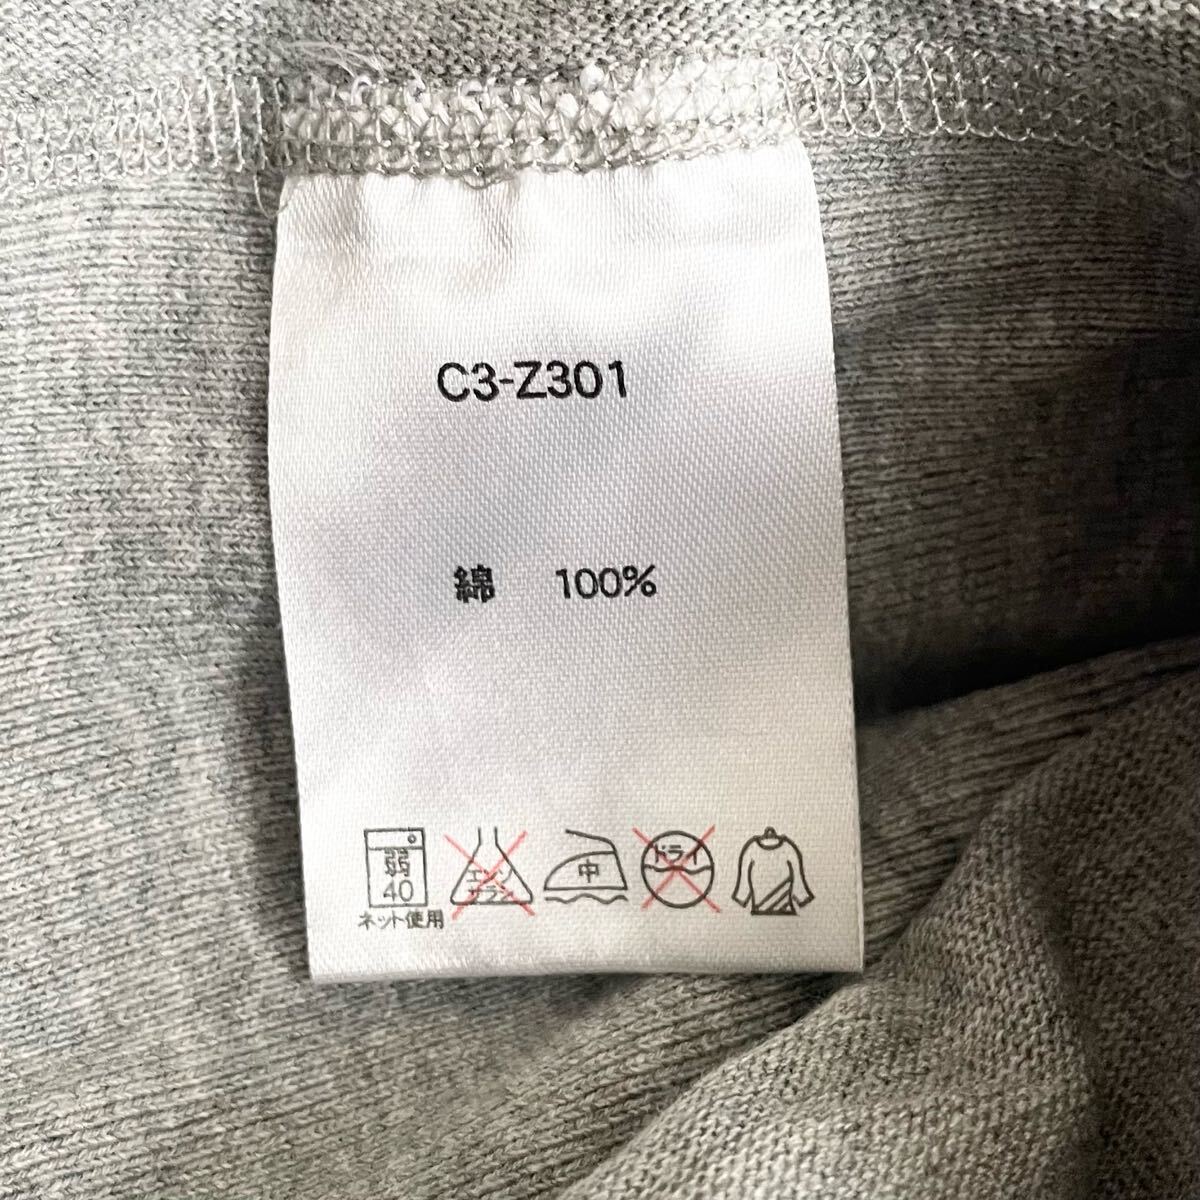 C3-Z301
綿 100%
弱
40
ネット使用
エンソ
サラシ
中
ドライ